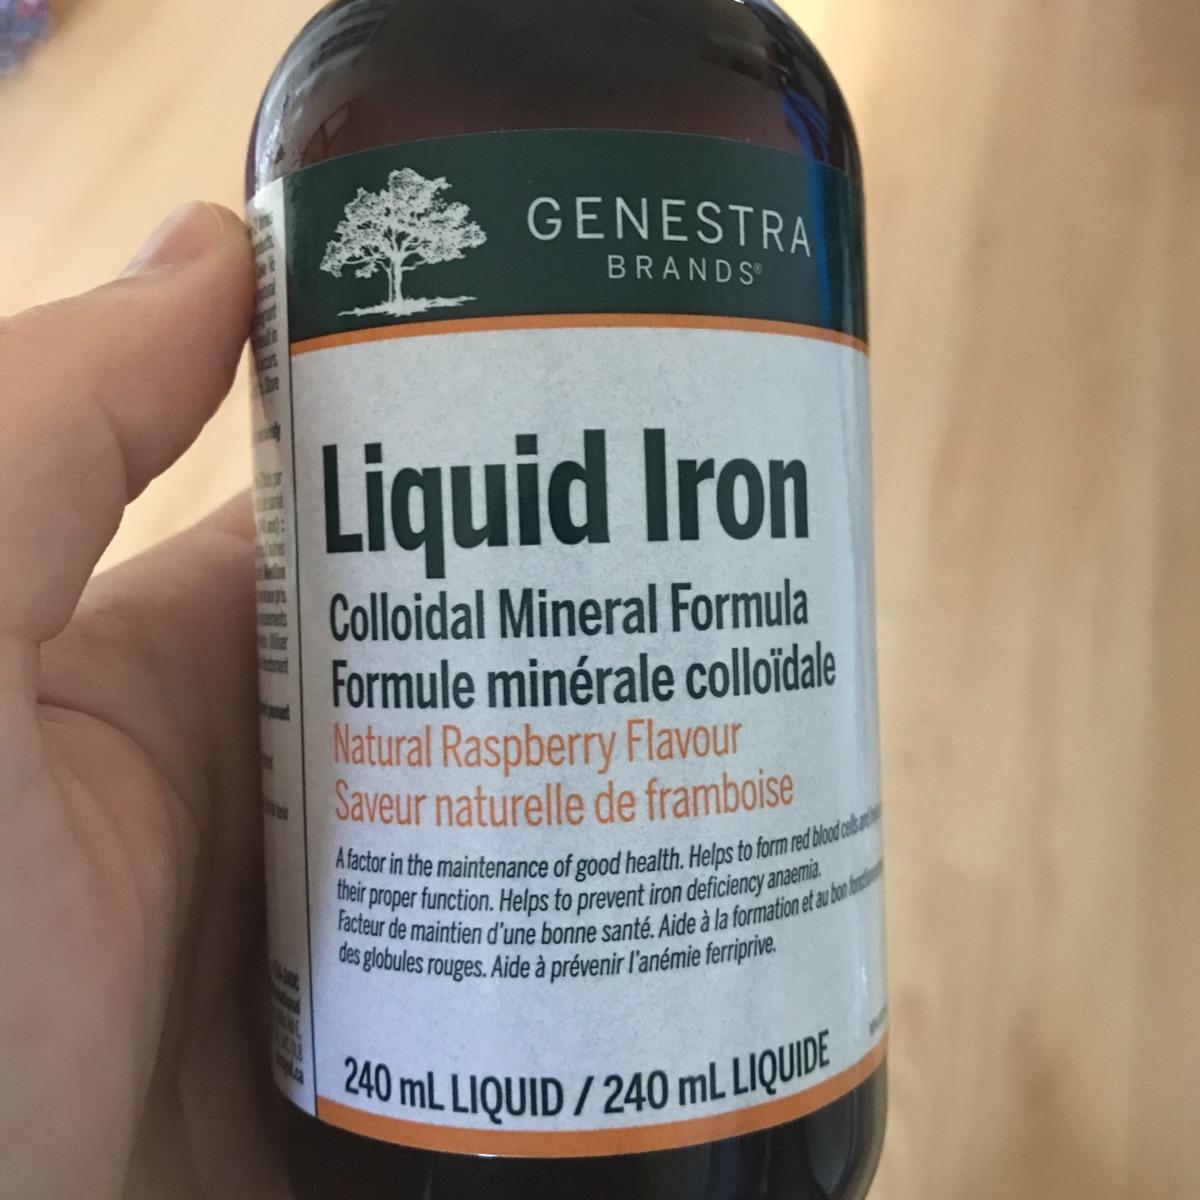 GENESTRA
BRANDS®
Liquid Iron
Colloidal Mineral Formula
Formule minérale colloïdale
Natural Raspberry Flavour
Saveur naturelle de framboise
A factor in the maintenance of good health. Helps to form red blood cells and
their proper function. Helps to prevent iron deficiency anaemia.
Facteur de maintien d'une bonne santé. Aide à la formation et au bon
des globules rouges. Aide à prévenir l'anémie ferriprive.
240 mL LIQUID / 240 mL LIQUIDE